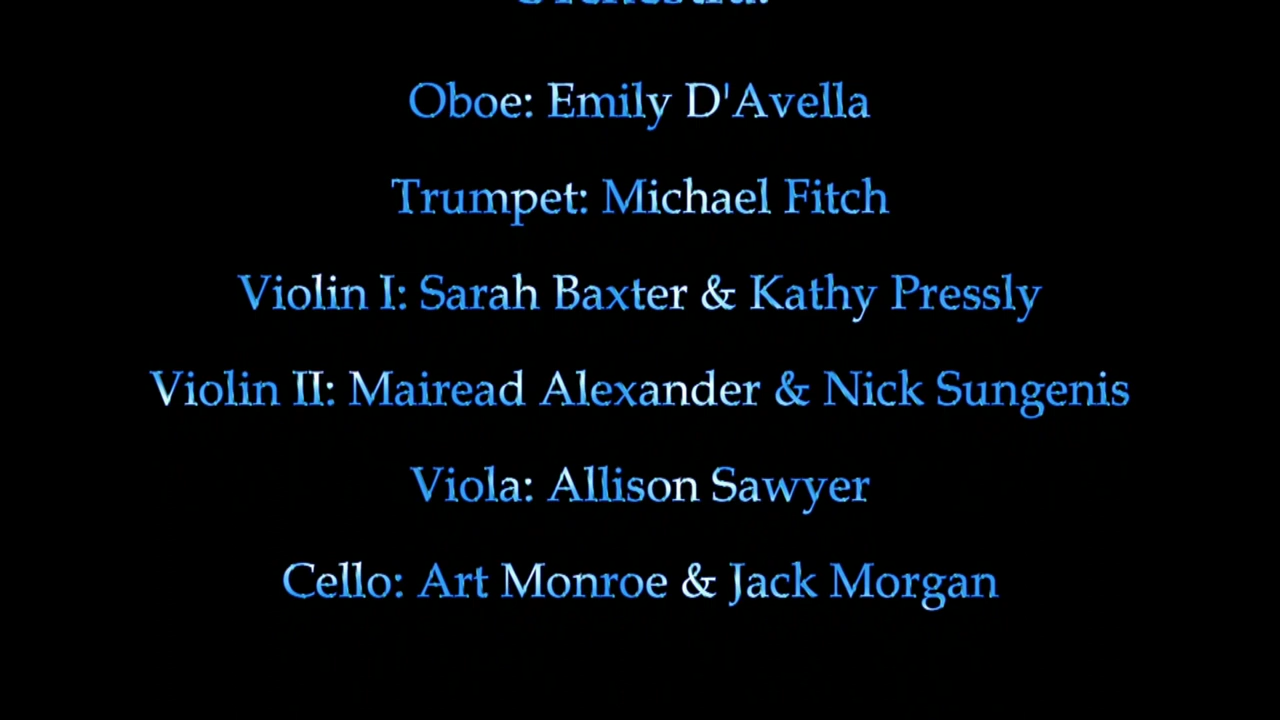 Orchestra:
Oboe: Emily D'Avella
Trumpet: Michael Fitch
Violin I: Sarah Baxter & Kathy Pressly
Violin II: Mairead Alexander & Nick Sungenis
Viola: Allison Sawyer
Cello: Art Monroe & Jack Morgan